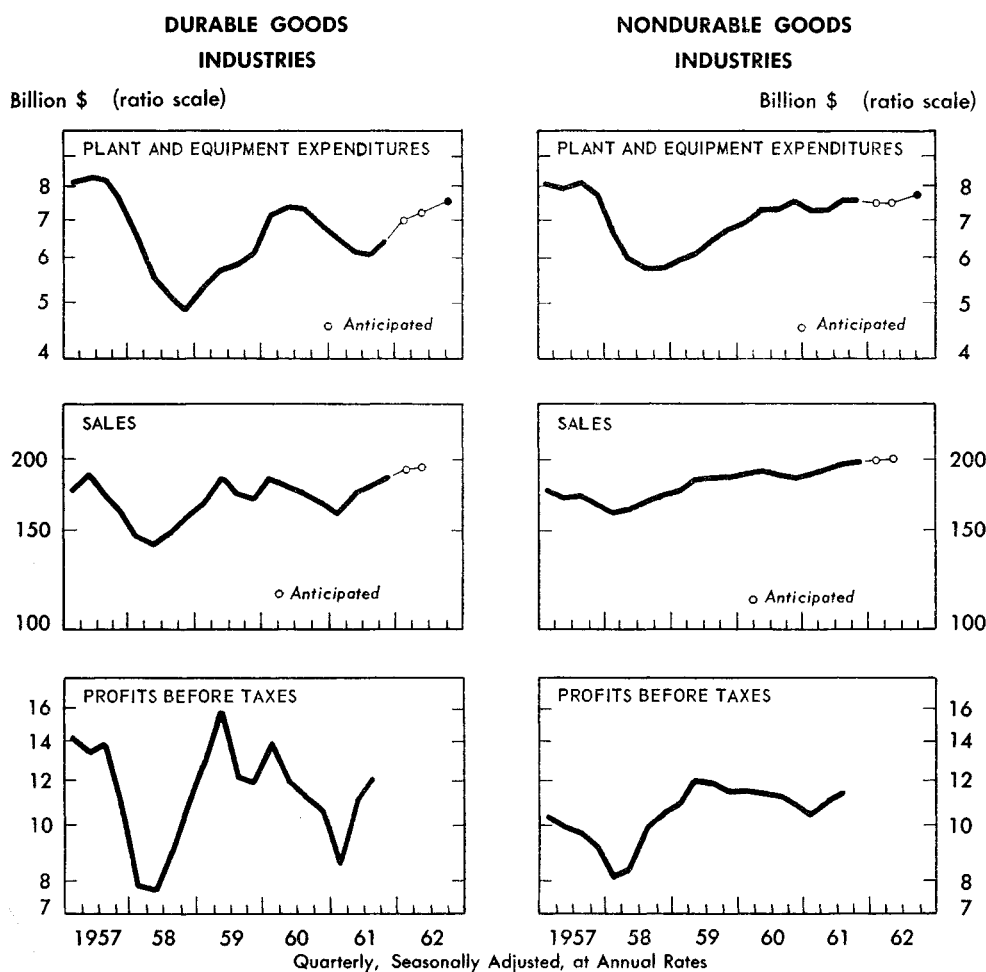 DURABLE GOODS
INDUSTRIES
NONDURABLE GOODS
INDUSTRIES
Billion $ (ratio scale)
Billion $ (ratio scale)
PLANT AND EQUIPMENT EXPENDITURES
8
7
6
5
4
Anticipated
PLANT AND EQUIPMENT EXPENDITURES
8
7
6
5
4
Anticipated
SALES
200
150
100
Anticipated
SALES
200
150
100
Anticipated
PROFITS BEFORE TAXES
16
14
12
10
8
7
PROFITS BEFORE TAXES
16
14
12
10
8
7
1957 58 59 60 61 62
1957 58 59 60 61 62
Quarterly, Seasonally Adjusted, at Annual Rates